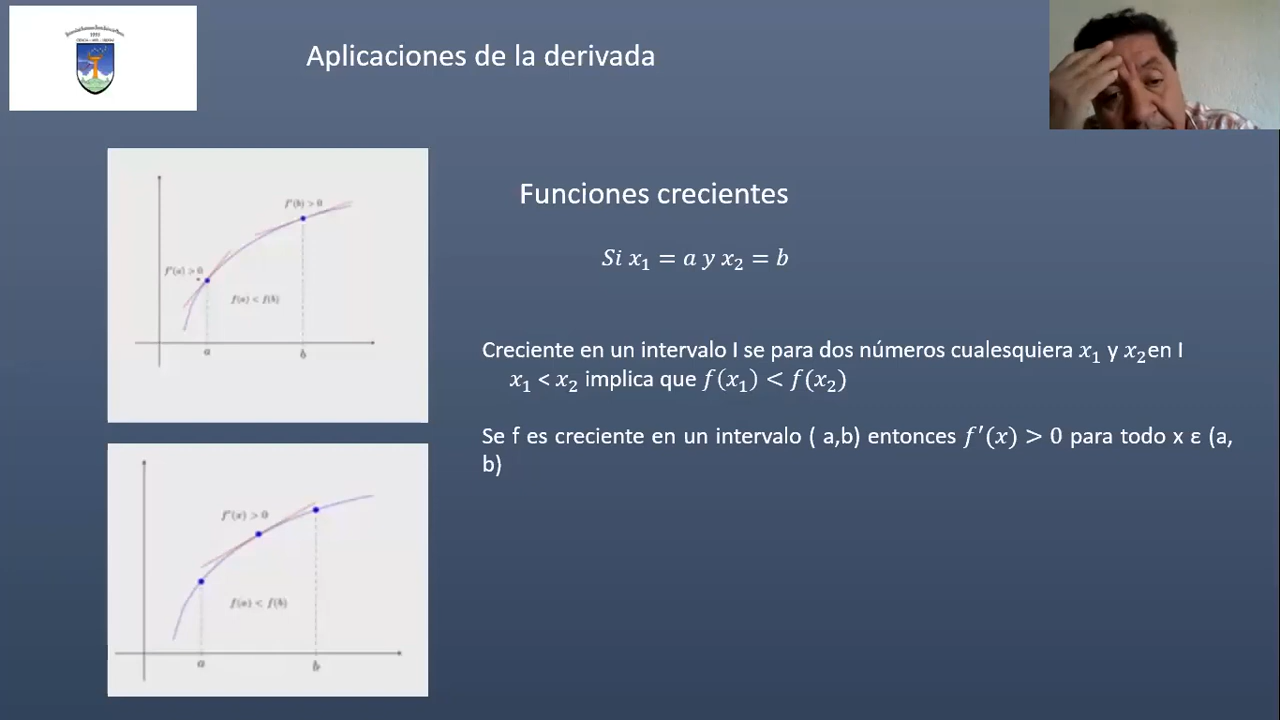 Aplicaciones de la derivada
Funciones crecientes
Si x₁ = a y x₂ = b
Creciente en un intervalo I se para dos números cualesquiera x₁ y x₂en I
x₁ < x₂ implica que f(x₁) < f(x₂)
Se f es creciente en un intervalo ( a,b) entonces f′(x) > 0 para todo x ε (a,
b)
f'(b) > 0
f'(a) > 0
f(a) < f(b)
a
b
f'(x) > 0
f(a) < f(b)
a
b